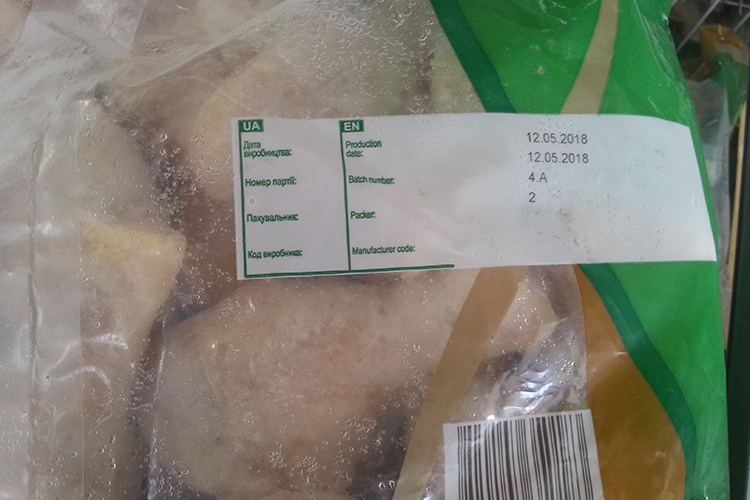 UA
Дата
виробництва:
Номер партії:
Пакувальник:
Код виробника:
EN
Production
date:
Batch number:
Packer:
Manufacturer code:
12.05.2018
12.05.2018
4.A
2